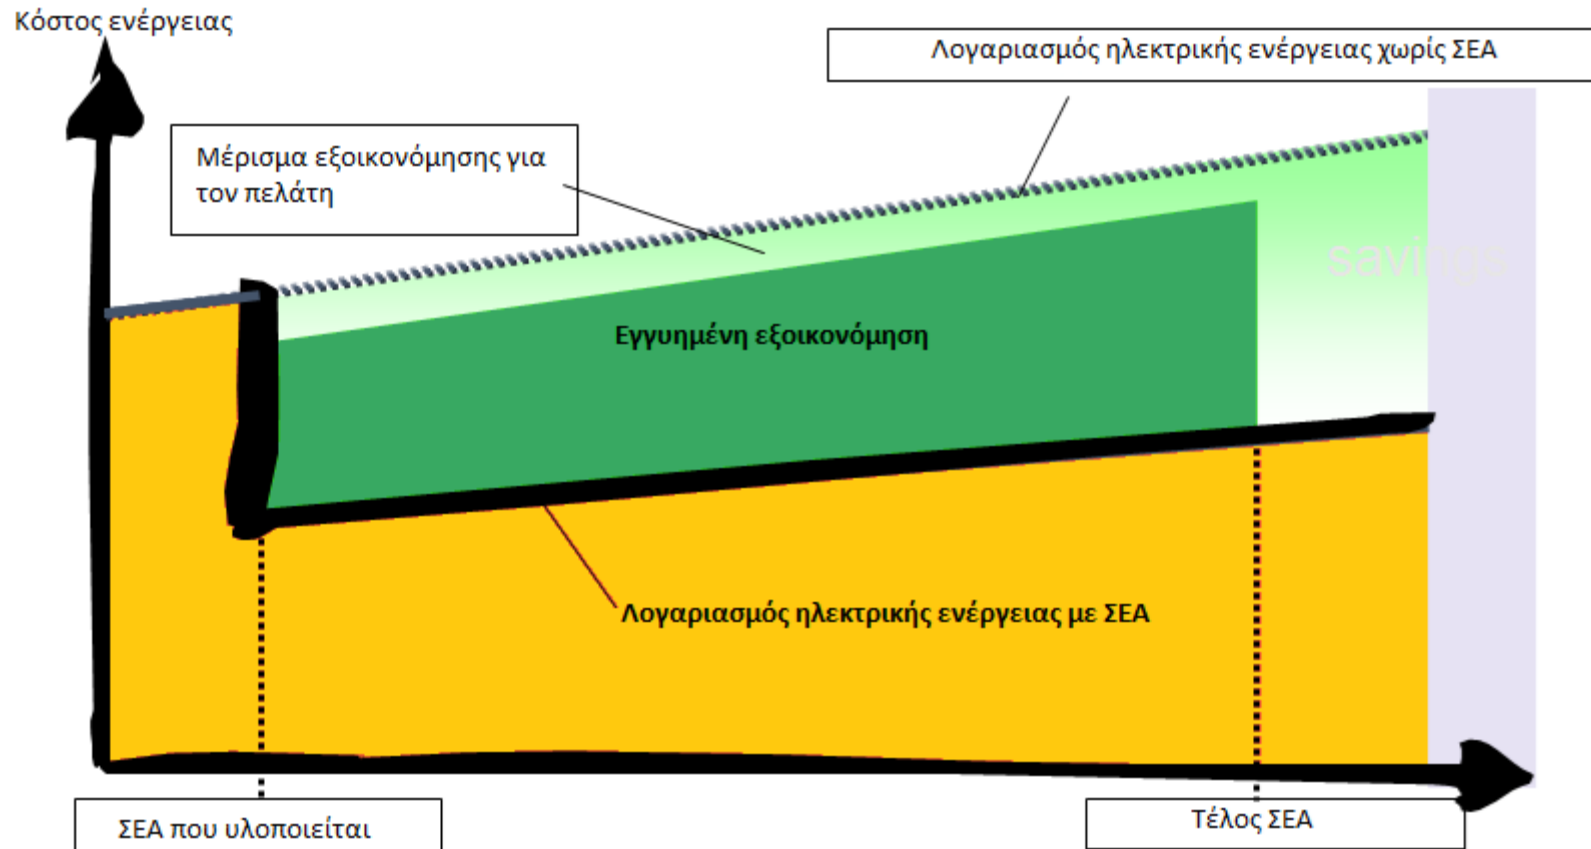 Κόστος ενέργειας
Λογαριασμός ηλεκτρικής ενέργειας χωρίς ΣΕΑ
Μέρισμα εξοικονόμησης για
τον πελάτη
savings
Εγγυημένη εξοικονόμηση
Λογαριασμός ηλεκτρικής ενέργειας με ΣΕΑ
ΣΕΑ που υλοποιείται
Τέλος ΣΕΑ